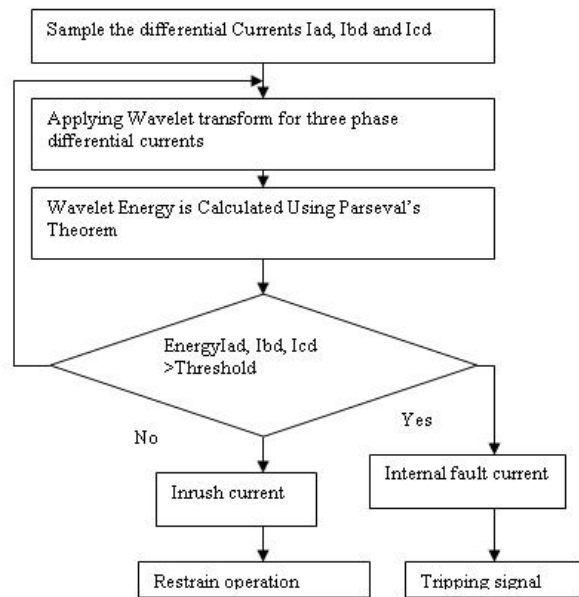 Sample the differential Currents Iad, Ibd and Icd
Applying Wavelet transform for three phase
differential currents
Wavelet Energy is Calculated Using Parseval's
Theorem
EnergyIad, Ibd, Icd
>Threshold
Yes
No
Internal fault current
Inrush current
Restrain operation
Tripping signal